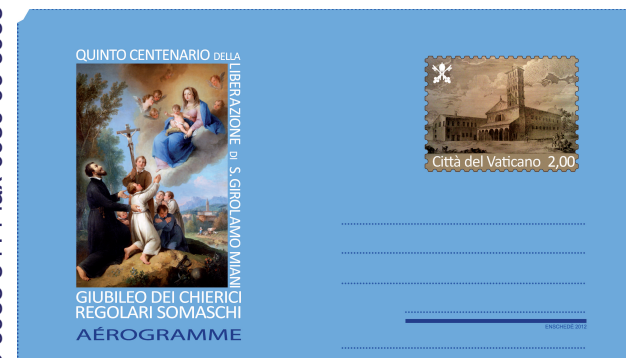 QUINTO CENTENARIO DELLA
LIBERAZIONE DI S. GIROLAMO MIANI
GIUBILEO DEI CHIERICI
REGOLARI SOMASCHI
AÉROGRAMME
Città del Vaticano 2,00
ENSCHEDÉ 2012